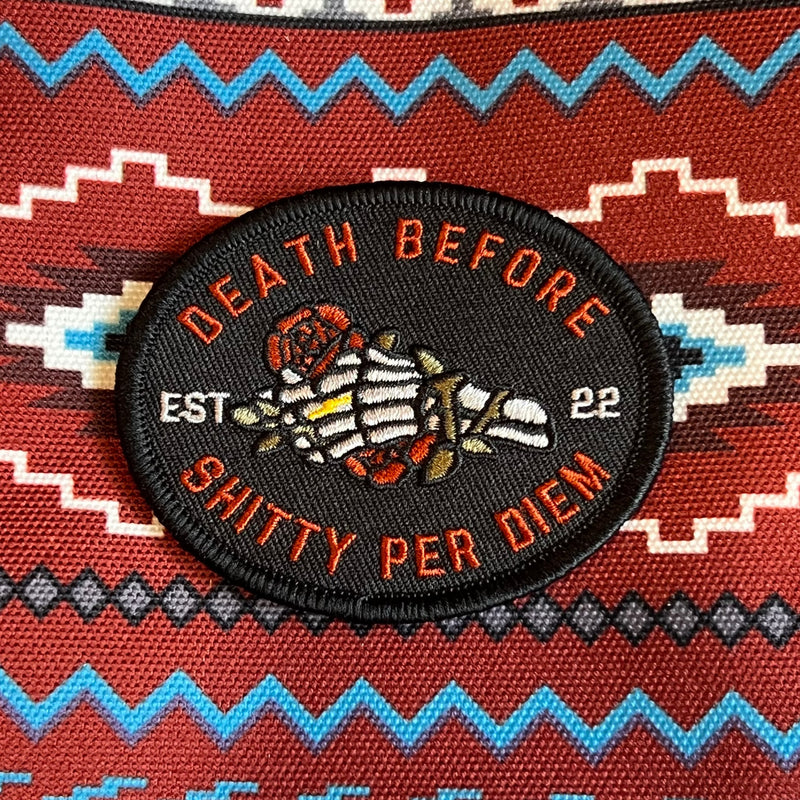 DEATH BEFORE
EST 22
SHITTY PER DIEM